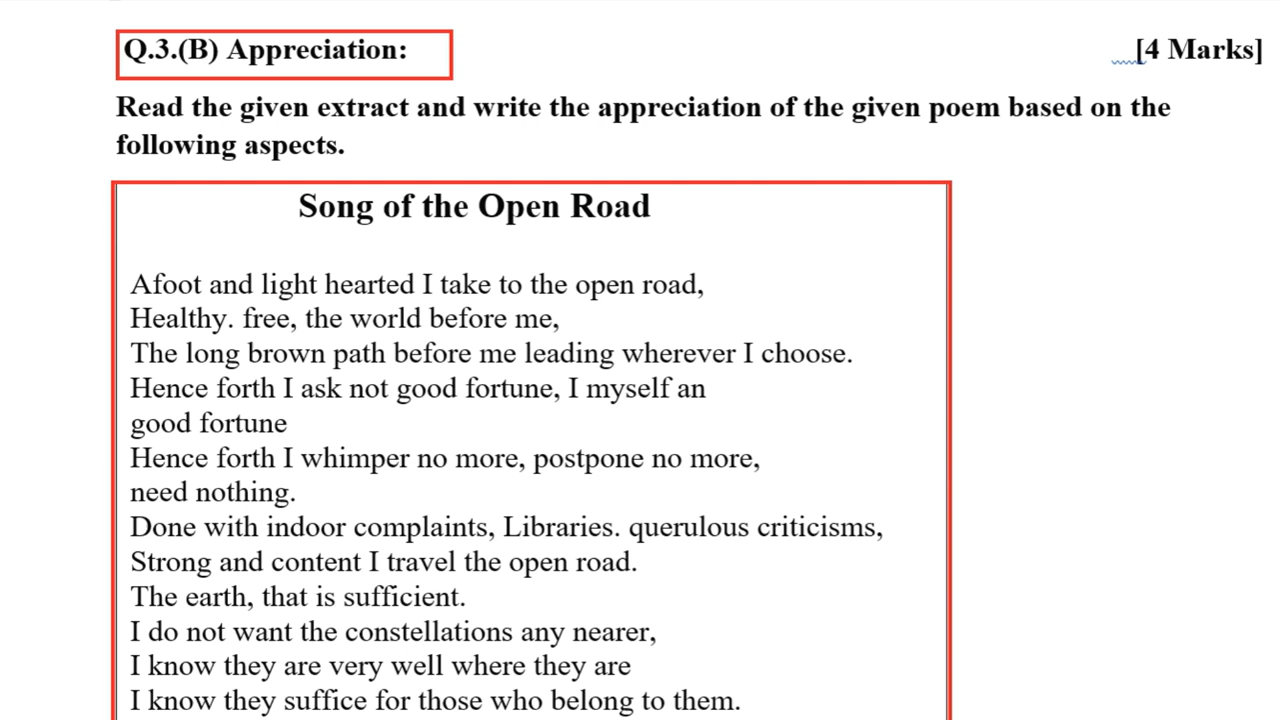 Q.3.(B) Appreciation: [4 Marks]
Read the given extract and write the appreciation of the given poem based on the
following aspects.
Song of the Open Road
Afoot and light hearted I take to the open road,
Healthy. free, the world before me,
The long brown path before me leading wherever I choose.
Hence forth I ask not good fortune, I myself an
good fortune
Hence forth I whimper no more, postpone no more,
need nothing.
Done with indoor complaints, Libraries. querulous criticisms,
Strong and content I travel the open road.
The earth, that is sufficient.
I do not want the constellations any nearer,
I know they are very well where they are
I know they suffice for those who belong to them.